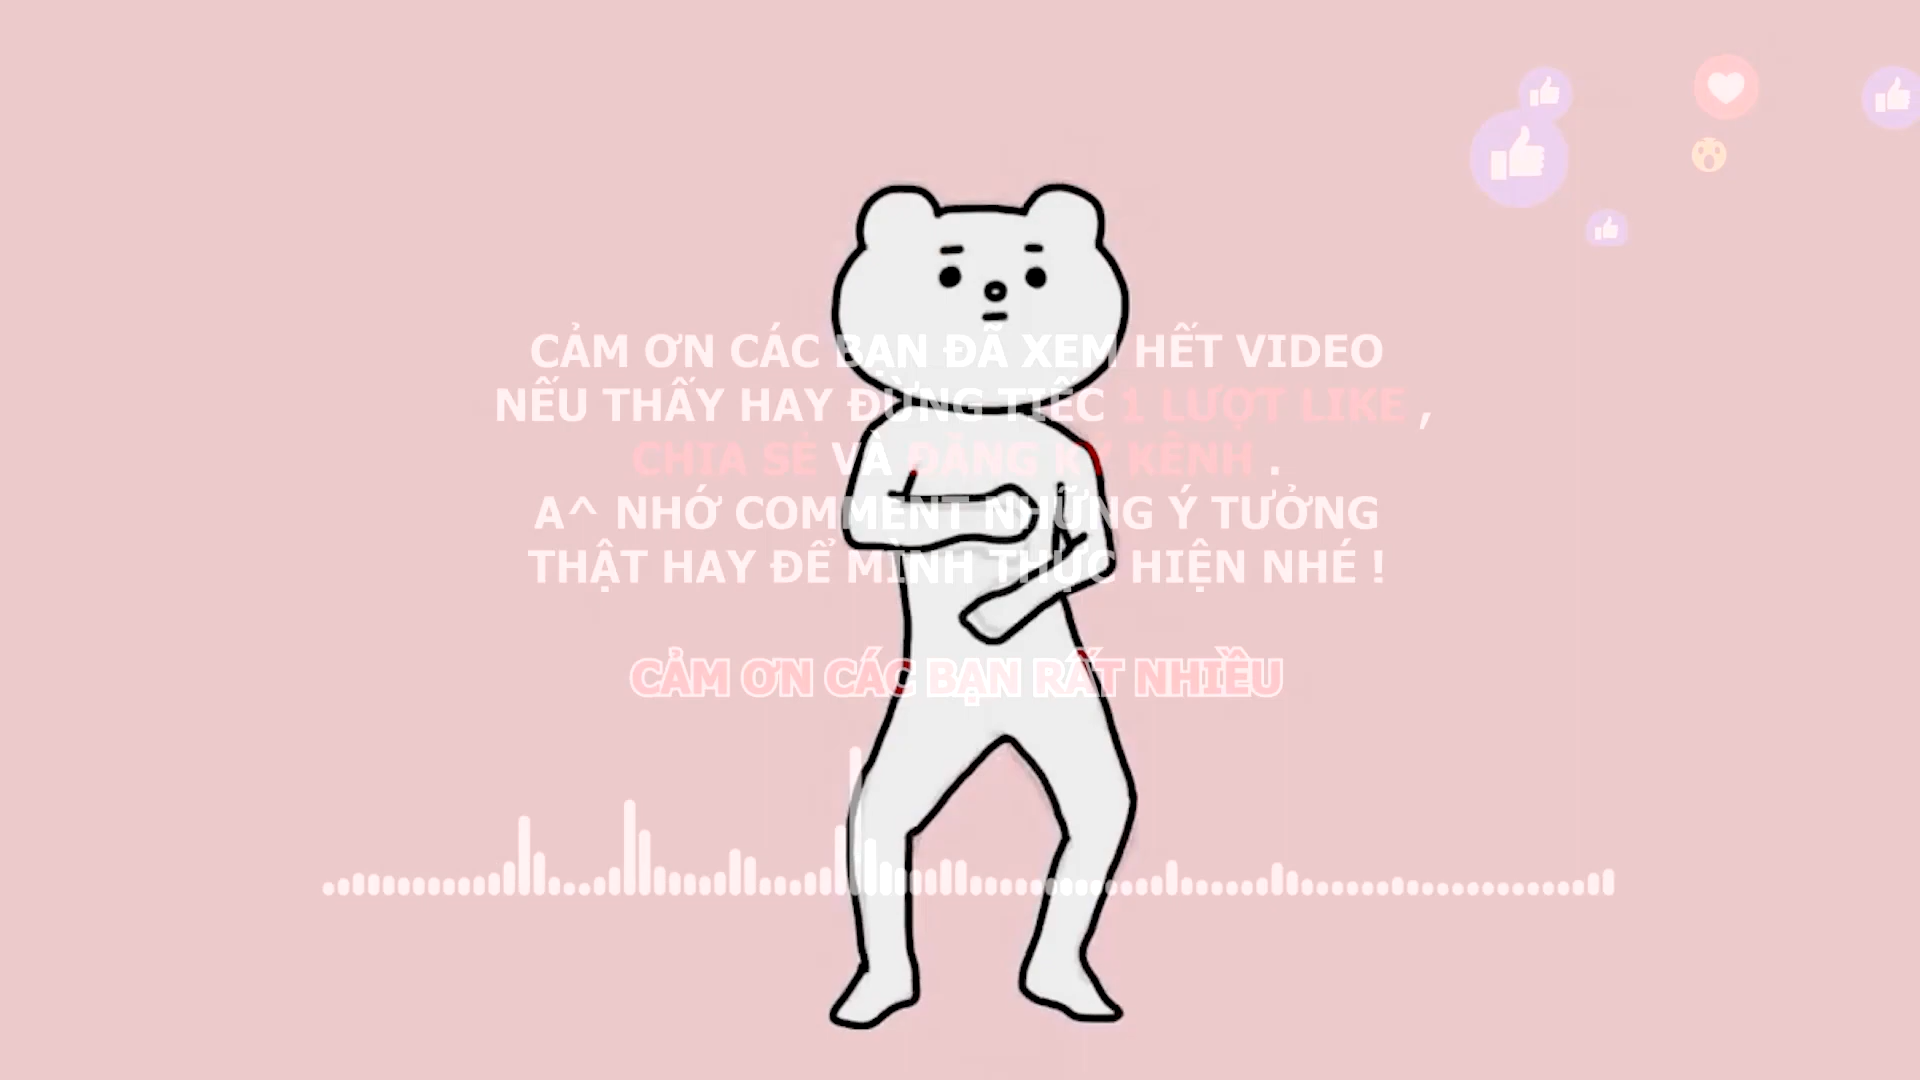 CẢM ƠN CÁC BẠN ĐÃ XEM HẾT VIDEO
NẾU THẤY HAY ĐỪNG TIẾC 1 LƯỢT LIKE ,
CHIA SẺ VÀ ĐĂNG KÝ KÊNH .
A^ NHỚ COMMENT NHỮNG Ý TƯỞNG
THẬT HAY ĐỂ MÌNH THỰC HIỆN NHÉ !
CẢM ƠN CÁC BẠN RẤT NHIỀU